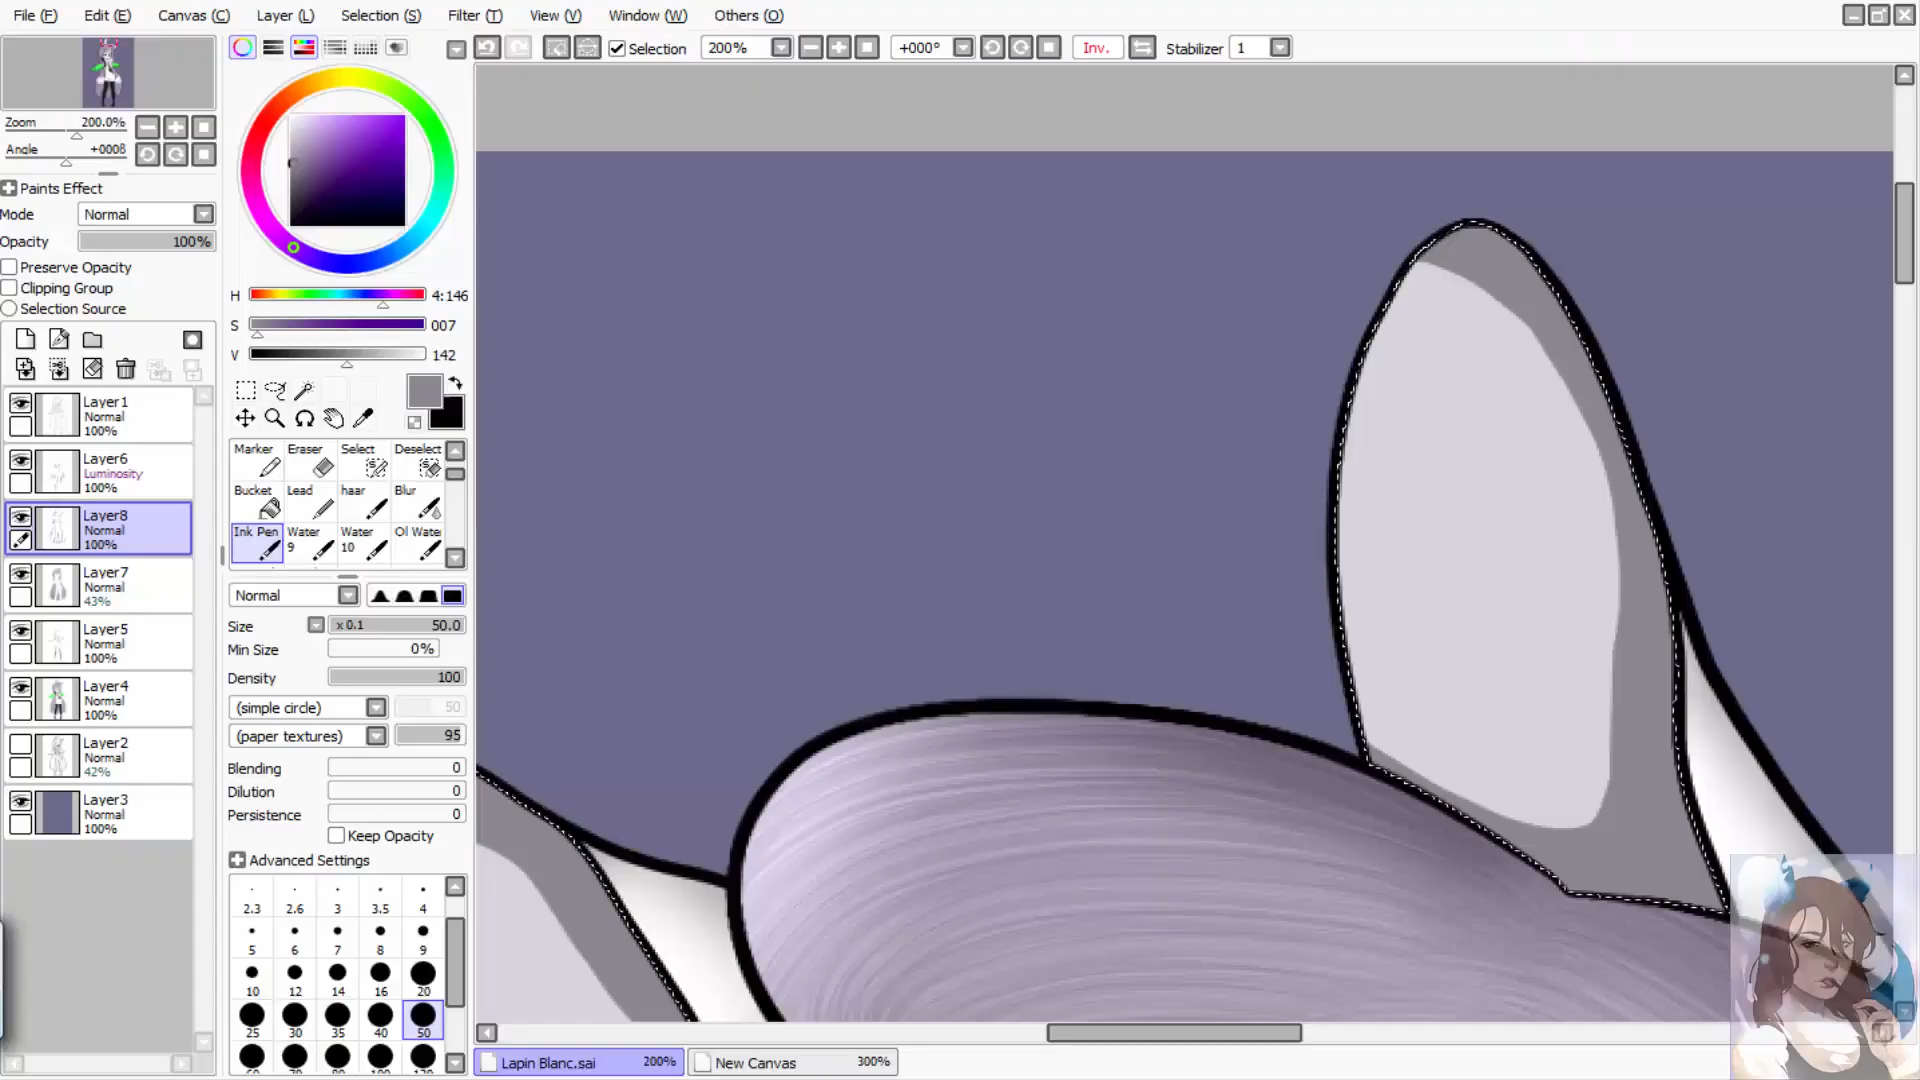 File (F) Edit (E) Canvas (C) Layer (L) Selection (S) Filter (T) View (V) Window (W) Others (O)
Selection 200% +000° Inv. Stabilizer 1
Zoom 200.0%
Angle +0008
Paints Effect
Mode Normal
Opacity 100%
Preserve Opacity
Clipping Group
Selection Source
Layer1
Normal
100%
Layer6
Luminosity
100%
Layer8
Normal
100%
Layer7
Normal
43%
Layer5
Normal
100%
Layer4
Normal
100%
Layer2
Normal
42%
Layer3
Normal
100%
H 4:146
S 007
V 142
Marker Eraser Select Deselect
Bucket Lead haar Blur
Ink Pen Water 9 Water 10 Ol Wate
Normal
Size x 0.1 50.0
Min Size 0%
Density 100
(simple circle) 50
(paper textures) 95
Blending 0
Dilution 0
Persistence 0
Keep Opacity
Advanced Settings
2.3 2.6 3 3.5 4
5 6 7 8 9
10 12 14 16 20
25 30 35 40 50
Lapin Blanc.sai 200% New Canvas 300%